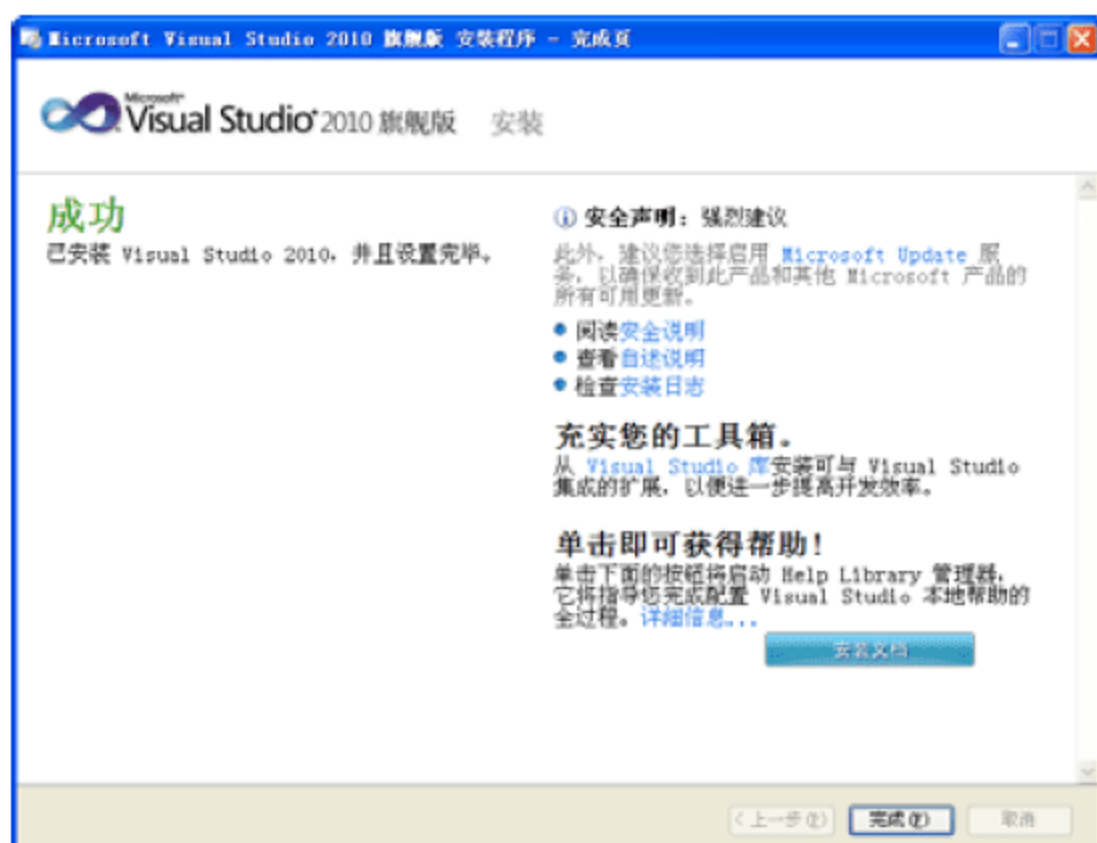 Microsoft Visual Studio 2010 旗舰版 安装程序 - 完成页
Microsoft
Visual Studio 2010 旗舰版 安装
成功
已安装 Visual Studio 2010，并且设置完毕。
安全声明：强烈建议
此外，建议您选择启用 Microsoft Update 服
务，以确保收到此产品和其他 Microsoft 产品的
所有可用更新。
阅读安全说明
查看自述说明
检查安装日志
充实您的工具箱。
从 Visual Studio 库安装可与 Visual Studio
集成的扩展，以便进一步提高开发效率。
单击即可获得帮助！
单击下面的按钮将启动 Help Library 管理器，
它将指导您完成配置 Visual Studio 本地帮助的
全过程。详细信息...
安装文档
<上一步(P) 完成(F) 取消